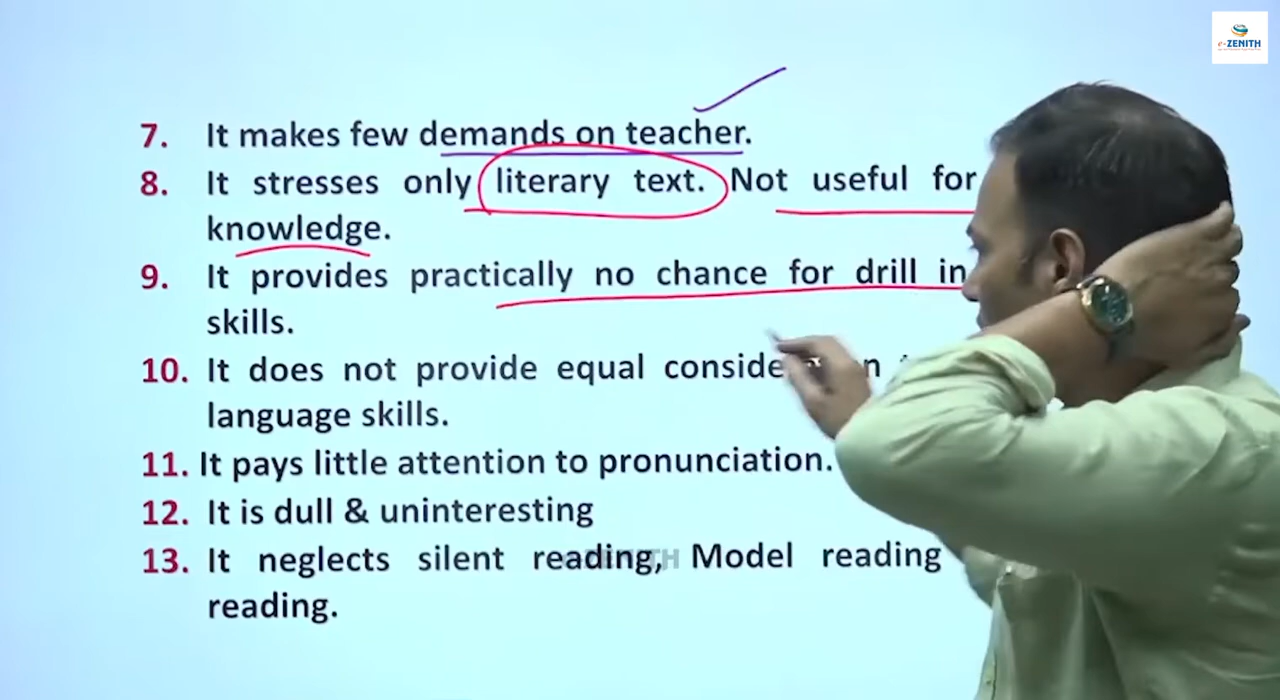 e-ZENITH
7. It makes few demands on teacher.
8. It stresses only literary text. Not useful for
knowledge.
9. It provides practically no chance for drill in
skills.
10. It does not provide equal
language skills.
11. It pays little attention to pronunciation.
12. It is dull & uninteresting
13. It neglects silent reading, Model reading
reading.